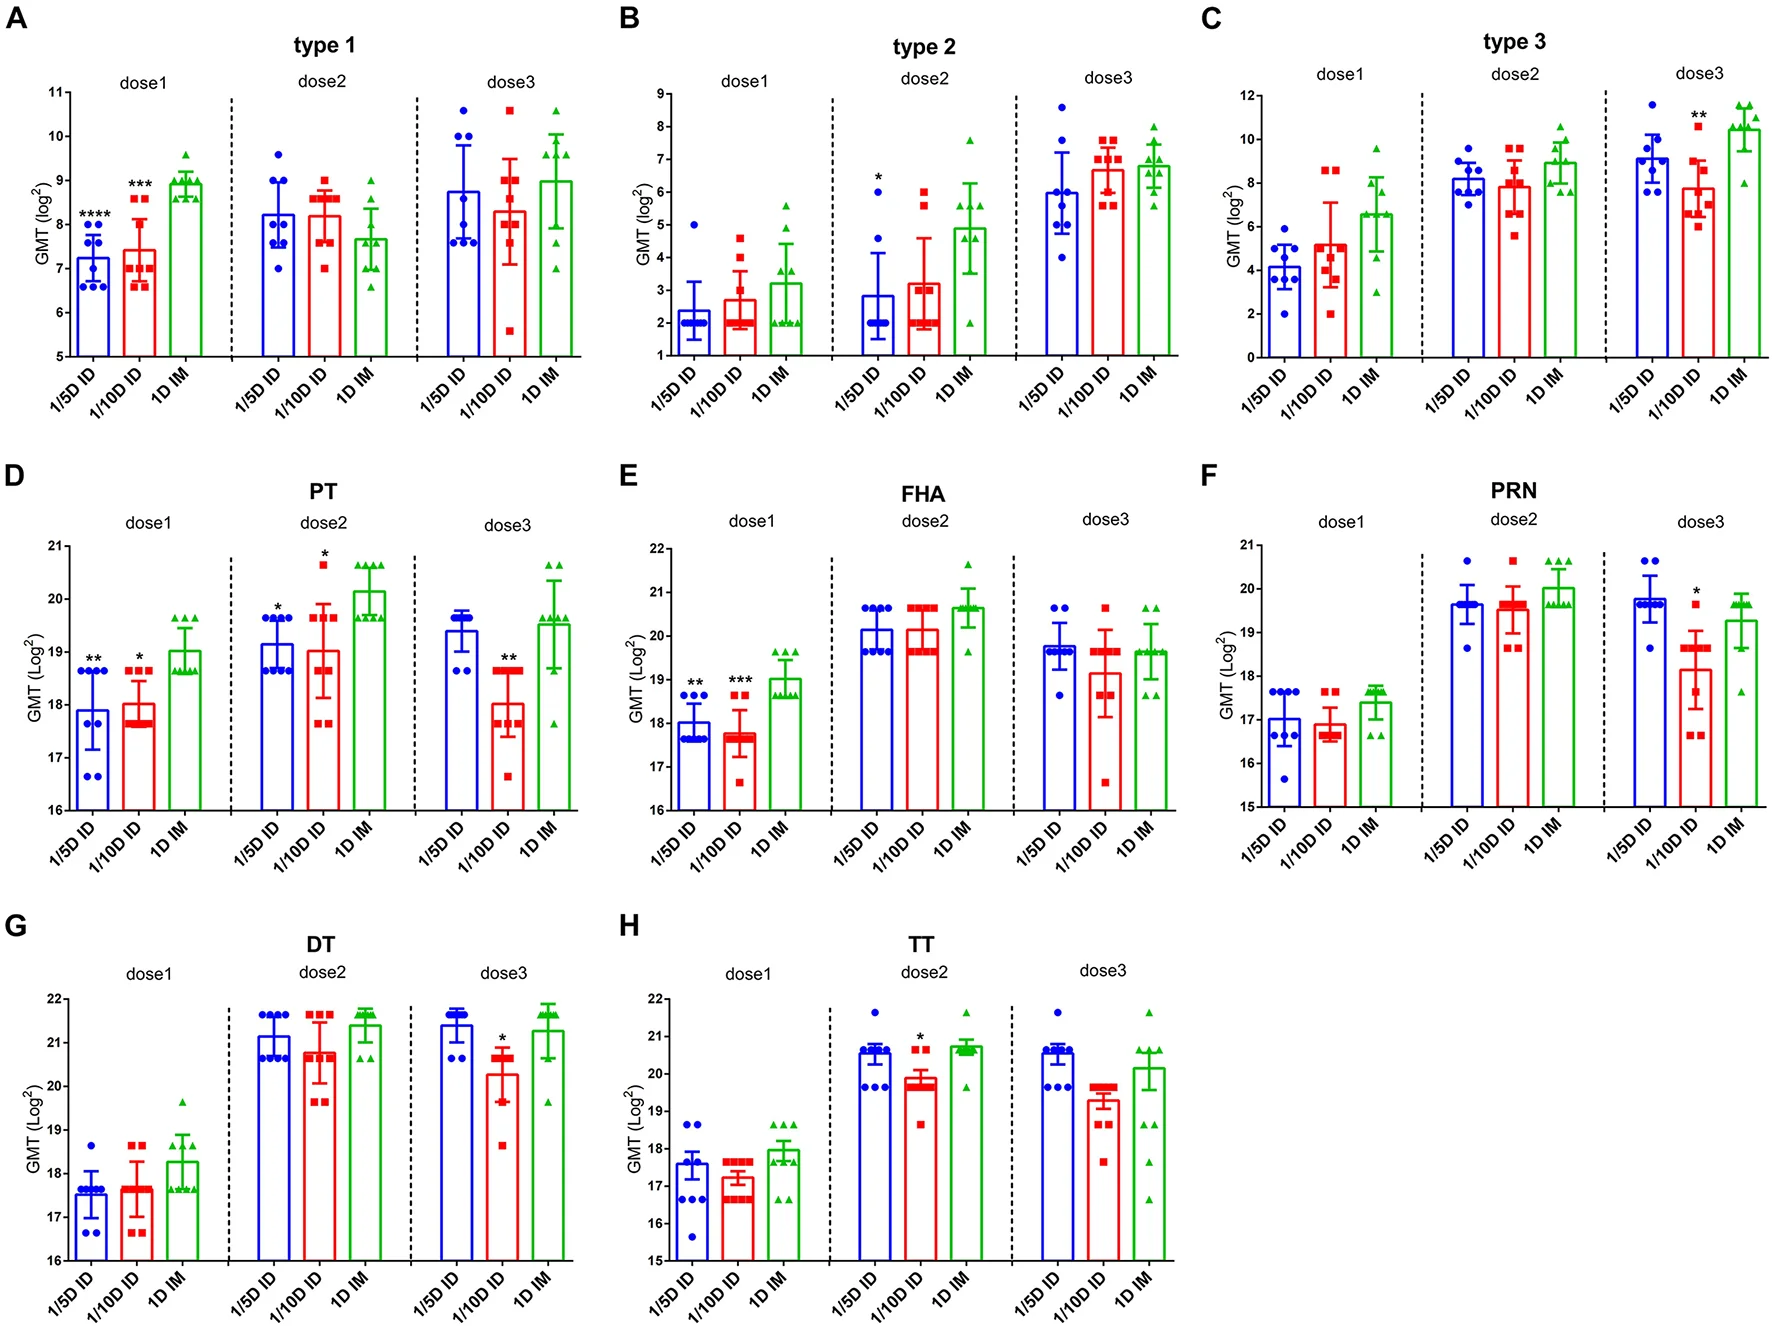 A
type 1
dose1 dose2 dose3
GMT (log²)
11
10
9
8
7
6
5
**** ***
1/5D ID 1/10D ID 1D IM 1/5D ID 1/10D ID 1D IM 1/5D ID 1/10D ID 1D IM
B
type 2
dose1 dose2 dose3
GMT (log²)
9
8
7
6
5
4
3
2
1
*
1/5D ID 1/10D ID 1D IM 1/5D ID 1/10D ID 1D IM 1/5D ID 1/10D ID 1D IM
C
type 3
dose1 dose2 dose3
GMT (log²)
12
10
8
6
4
2
0
**
1/5D ID 1/10D ID 1D IM 1/5D ID 1/10D ID 1D IM 1/5D ID 1/10D ID 1D IM
D
PT
dose1 dose2 dose3
GMT (Log²)
21
20
19
18
17
16
** * * * **
1/5D ID 1/10D ID 1D IM 1/5D ID 1/10D ID 1D IM 1/5D ID 1/10D ID 1D IM
E
FHA
dose1 dose2 dose3
GMT (Log²)
22
21
20
19
18
17
16
** ***
1/5D ID 1/10D ID 1D IM 1/5D ID 1/10D ID 1D IM 1/5D ID 1/10D ID 1D IM
F
PRN
dose1 dose2 dose3
GMT (Log²)
21
20
19
18
17
16
15
*
1/5D ID 1/10D ID 1D IM 1/5D ID 1/10D ID 1D IM 1/5D ID 1/10D ID 1D IM
G
DT
dose1 dose2 dose3
GMT (Log²)
22
21
20
19
18
17
16
*
1/5D ID 1/10D ID 1D IM 1/5D ID 1/10D ID 1D IM 1/5D ID 1/10D ID 1D IM
H
TT
dose1 dose2 dose3
GMT (Log²)
22
21
20
19
18
17
16
15
*
1/5D ID 1/10D ID 1D IM 1/5D ID 1/10D ID 1D IM 1/5D ID 1/10D ID 1D IM